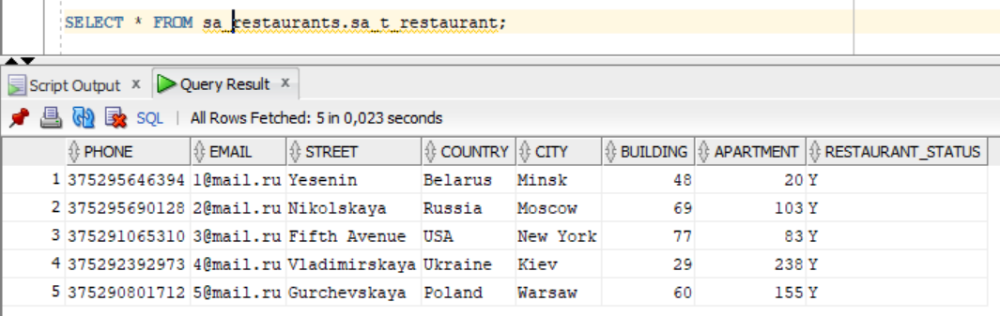 SELECT * FROM sa_restaurants.sa_t_restaurant;
Script Output x Query Result x
SQL | All Rows Fetched: 5 in 0,023 seconds
PHONE EMAIL STREET COUNTRY CITY BUILDING APARTMENT RESTAURANT_STATUS
1 375295646394 1@mail.ru Yesenin Belarus Minsk 48 20 Y
2 375295690128 2@mail.ru Nikolskaya Russia Moscow 69 103 Y
3 375291065310 3@mail.ru Fifth Avenue USA New York 77 83 Y
4 375292392973 4@mail.ru Vladimirskaya Ukraine Kiev 29 238 Y
5 375290801712 5@mail.ru Gurchevskaya Poland Warsaw 60 155 Y